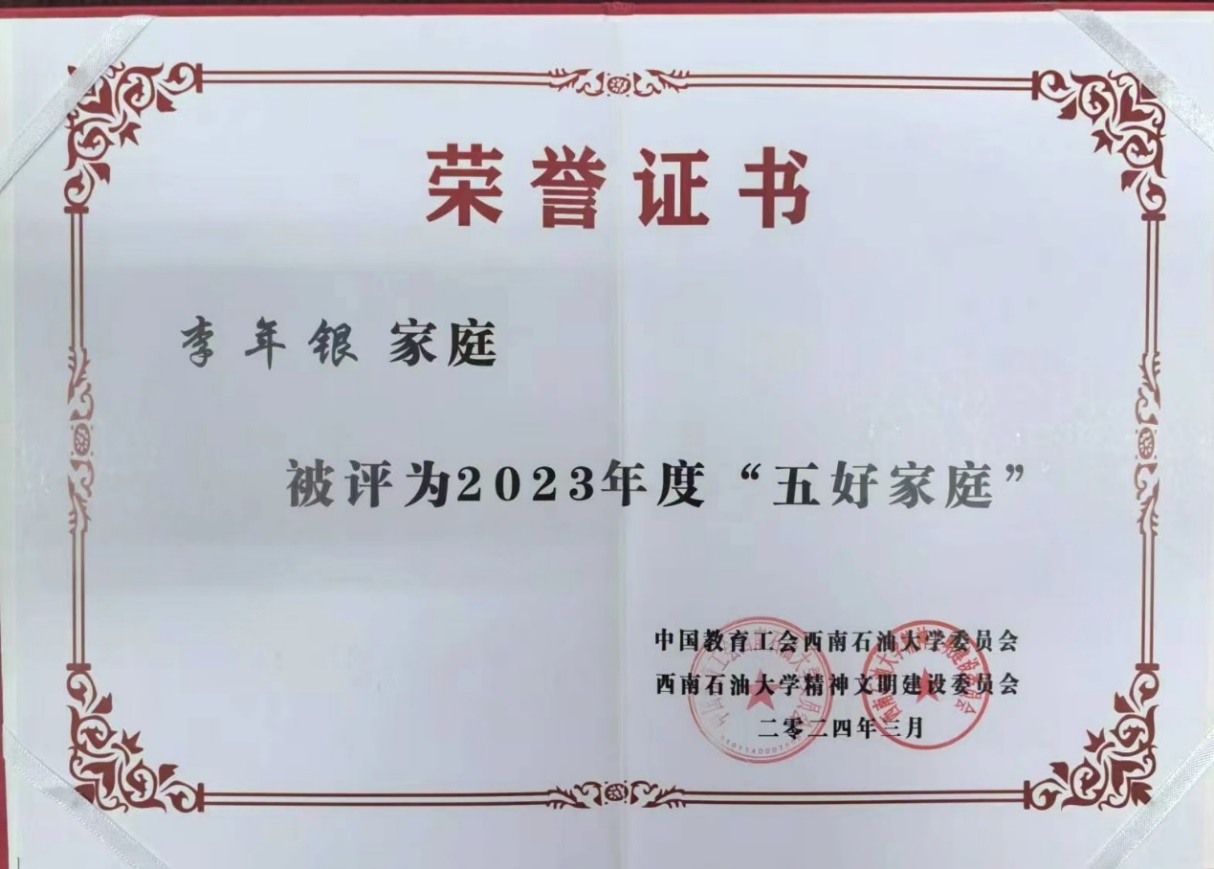 荣誉证书
李年银 家庭
被评为2023年度“五好家庭”
中国教育工会西南石油大学委员会
西南石油大学精神文明建设委员会
二零二四年三月